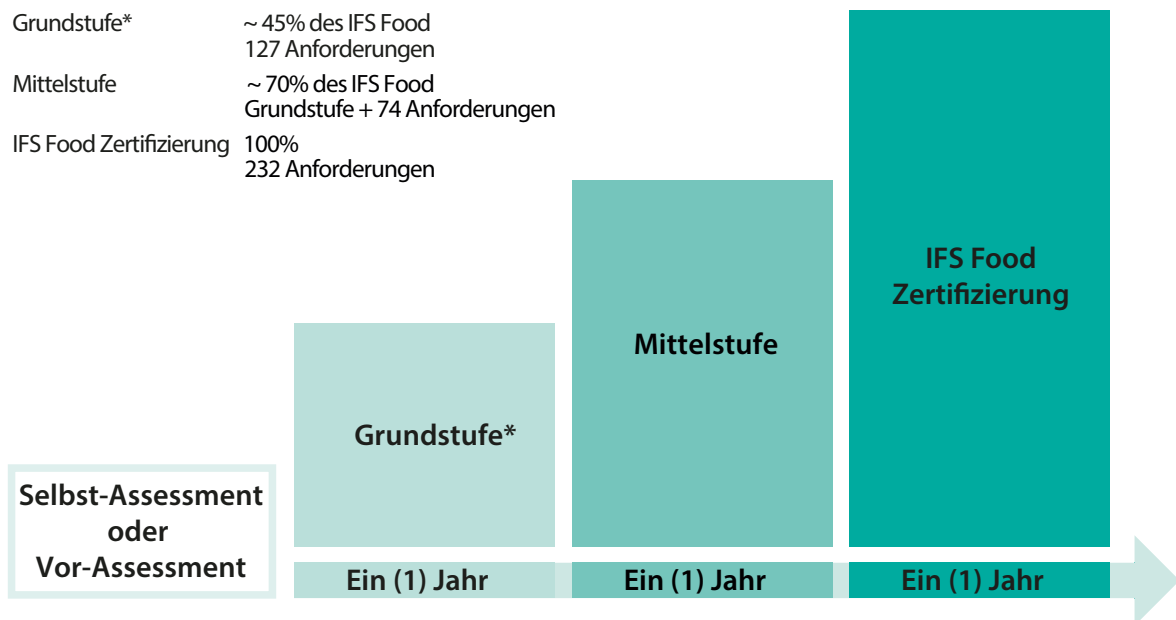 Grundstufe* ~ 45% des IFS Food
127 Anforderungen
Mittelstufe ~ 70% des IFS Food
Grundstufe + 74 Anforderungen
IFS Food Zertifizierung 100%
232 Anforderungen
IFS Food
Zertifizierung
Mittelstufe
Grundstufe*
Selbst-Assessment
oder
Vor-Assessment
Ein (1) Jahr
Ein (1) Jahr
Ein (1) Jahr